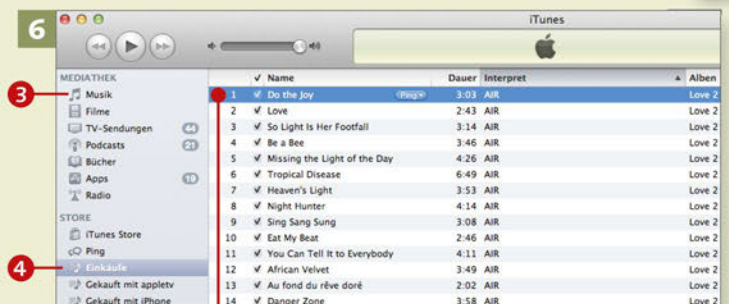 6
iTunes
MEDIATHEK
✓ Name Dauer Interpret Alben
3 Musik
1 ✓ Do the Joy Ping 3:03 AIR Love 2
Filme
2 ✓ Love 2:43 AIR Love 2
TV-Sendungen 44
3 ✓ So Light Is Her Footfall 3:14 AIR Love 2
Podcasts 21
4 ✓ Be a Bee 3:46 AIR Love 2
Bücher
5 ✓ Missing the Light of the Day 4:26 AIR Love 2
Apps 19
6 ✓ Tropical Disease 6:49 AIR Love 2
Radio
7 ✓ Heaven's Light 3:53 AIR Love 2
8 ✓ Night Hunter 4:14 AIR Love 2
STORE
9 ✓ Sing Sang Sung 3:08 AIR Love 2
iTunes Store
10 ✓ Eat My Beat 2:46 AIR Love 2
Ping
11 ✓ You Can Tell It to Everybody 4:11 AIR Love 2
4 Einkäufe
12 ✓ African Velvet 3:49 AIR Love 2
Gekauft mit appletv
13 ✓ Au fond du rêve doré 2:02 AIR Love 2
Gekauft mit iPhone
14 ✓ Danger Zone 3:58 AIR Love 2